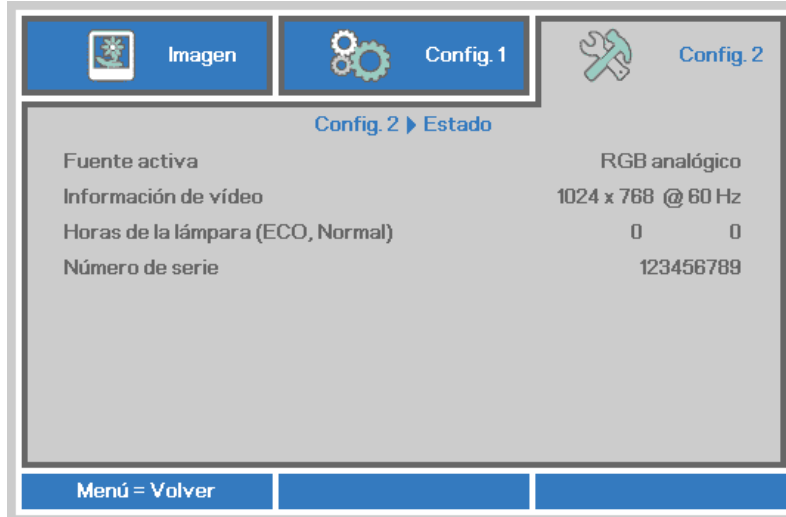 Imagen Config. 1 Config. 2
Config. 2 Estado
Fuente activa RGB analógico
Información de vídeo 1024 x 768 @ 60 Hz
Horas de la lámpara (ECO, Normal) 0 0
Número de serie 123456789
Menú = Volver